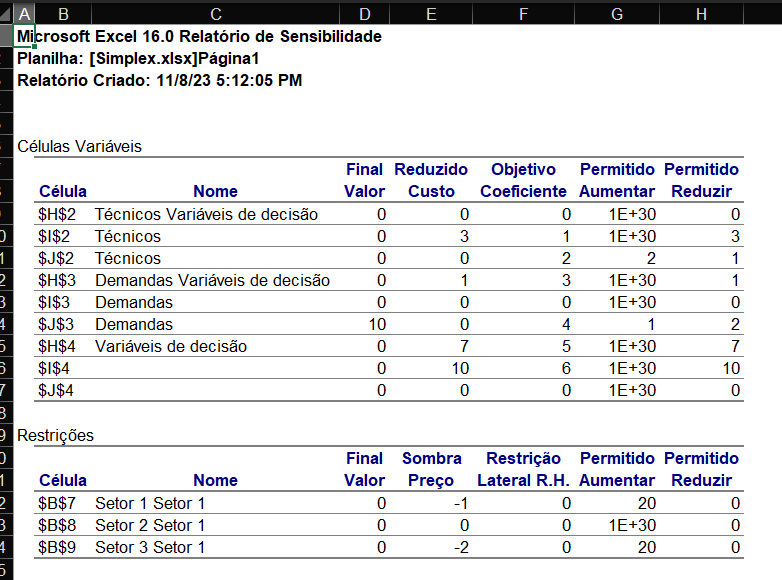 A B C D E F G H
Microsoft Excel 16.0 Relatório de Sensibilidade
Planilha: [Simplex.xlsx]Página1
Relatório Criado: 11/8/23 5:12:05 PM
Células Variáveis
Final Reduzido Objetivo Permitido Permitido
Célula Nome Valor Custo Coeficiente Aumentar Reduzir
$H$2 Técnicos Variáveis de decisão 0 0 0 1E+30 0
$I$2 Técnicos 0 3 1 1E+30 3
$J$2 Técnicos 0 0 2 2 1
$H$3 Demandas Variáveis de decisão 0 1 3 1E+30 1
$I$3 Demandas 0 0 0 1E+30 0
$J$3 Demandas 10 0 4 1 2
$H$4 Variáveis de decisão 0 7 5 1E+30 7
$I$4 0 10 6 1E+30 10
$J$4 0 0 0 1E+30 0
Restrições
Final Sombra Restrição Permitido Permitido
Célula Nome Valor Preço Lateral R.H. Aumentar Reduzir
$B$7 Setor 1 Setor 1 0 -1 0 20 0
$B$8 Setor 2 Setor 1 0 0 0 1E+30 0
$B$9 Setor 3 Setor 1 0 -2 0 20 0